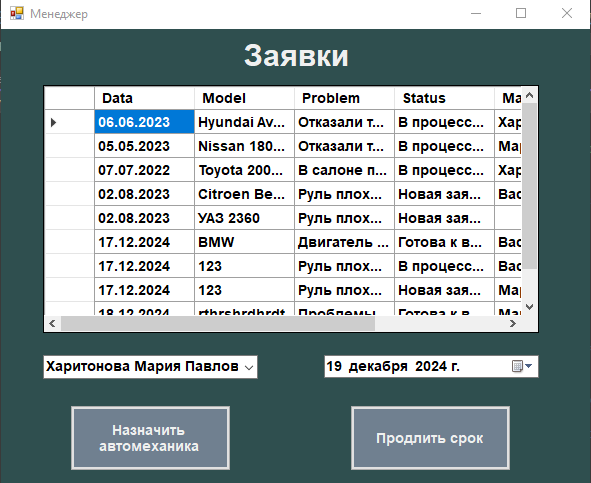 Менеджер
Заявки
Data Model Problem Status Ма
06.06.2023 Hyundai Av... Отказали т... В процесс... Хар
05.05.2023 Nissan 180... Отказали т... В процесс... Мар
07.07.2022 Toyota 200... В салоне п... В процесс... Хар
02.08.2023 Citroen Be... Руль плох... Новая зая... Вас
02.08.2023 УАЗ 2360 Руль плох... Новая зая...
17.12.2024 BMW Двигатель ... Готова к в... Вас
17.12.2024 123 Руль плох... В процесс... Мар
17.12.2024 123 Руль плох... Новая зая... Мар
18.12.2024 rthrshrdhrdt Проблемы Готова к в Вас
Харитонова Мария Павлов 19 декабря 2024 г.
Назначить
автомеханика
Продлить срок